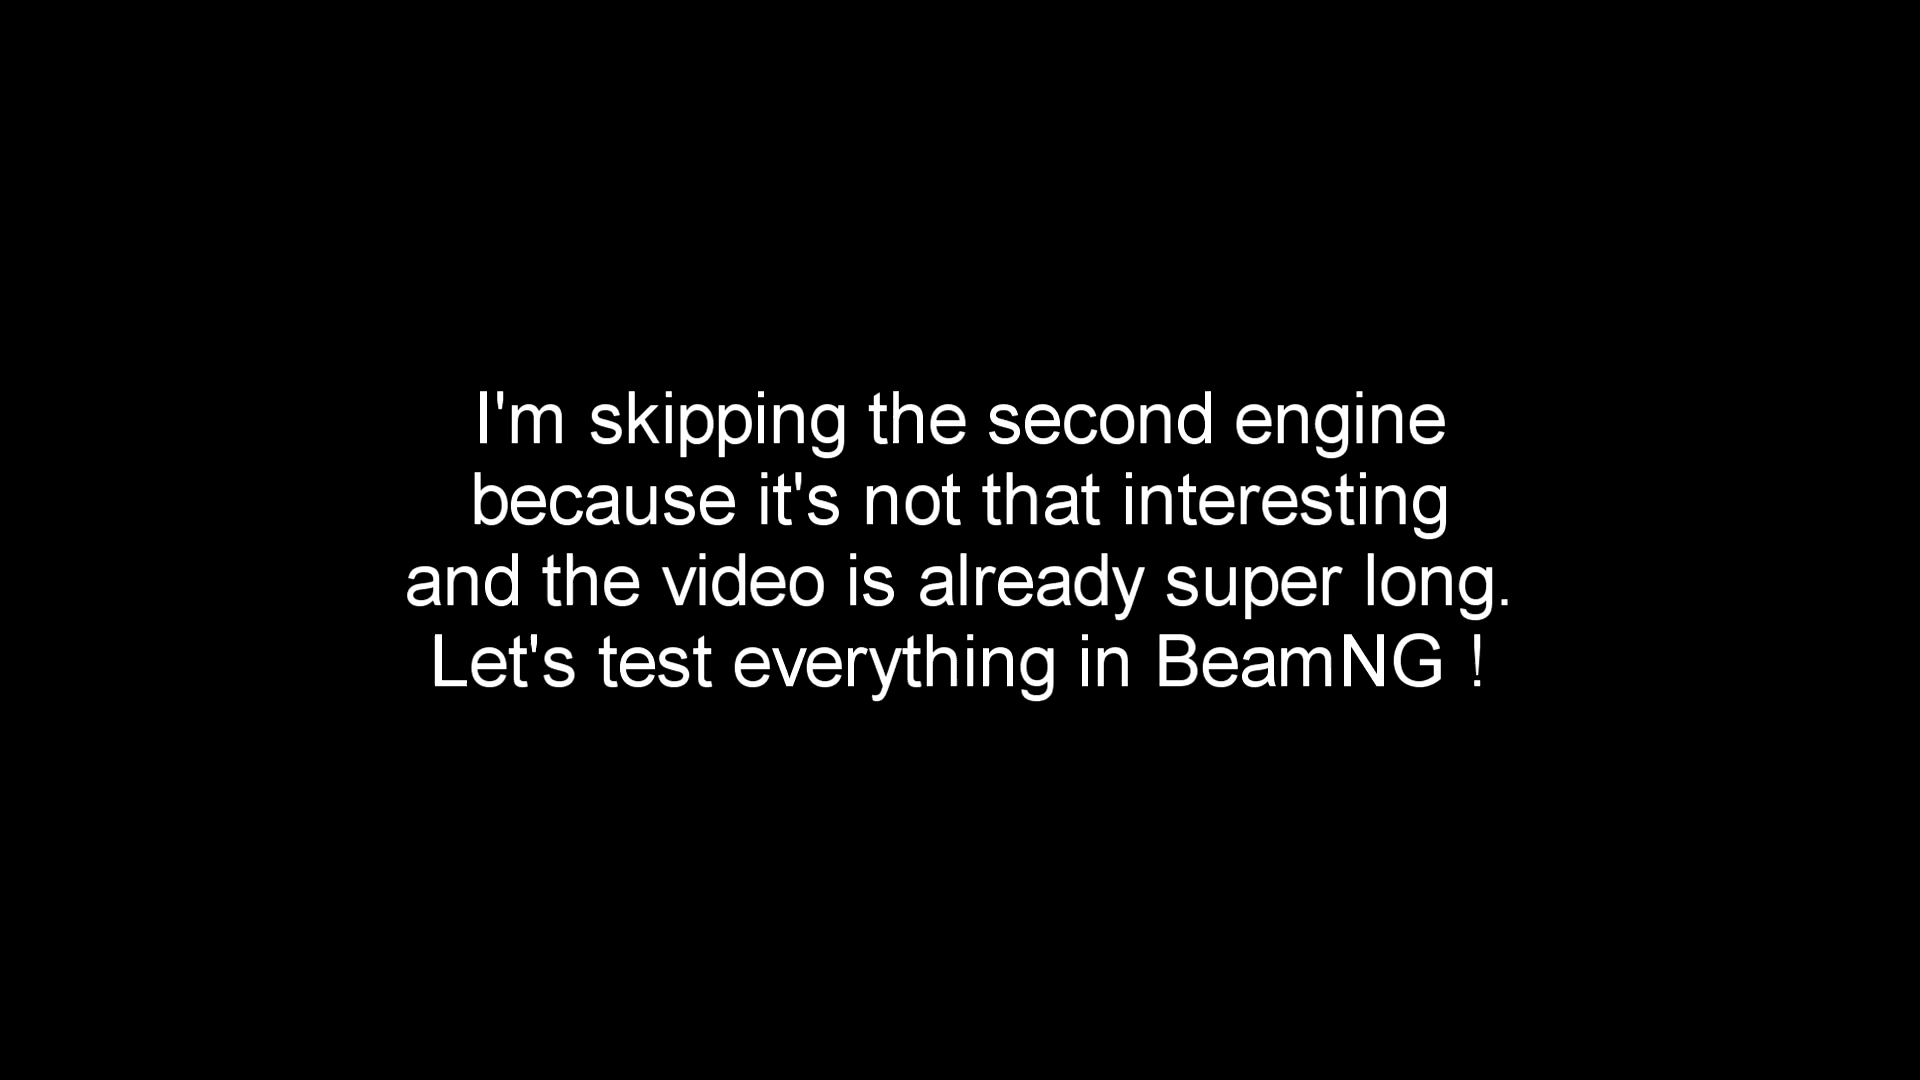 I'm skipping the second engine
because it's not that interesting
and the video is already super long.
Let's test everything in BeamNG !